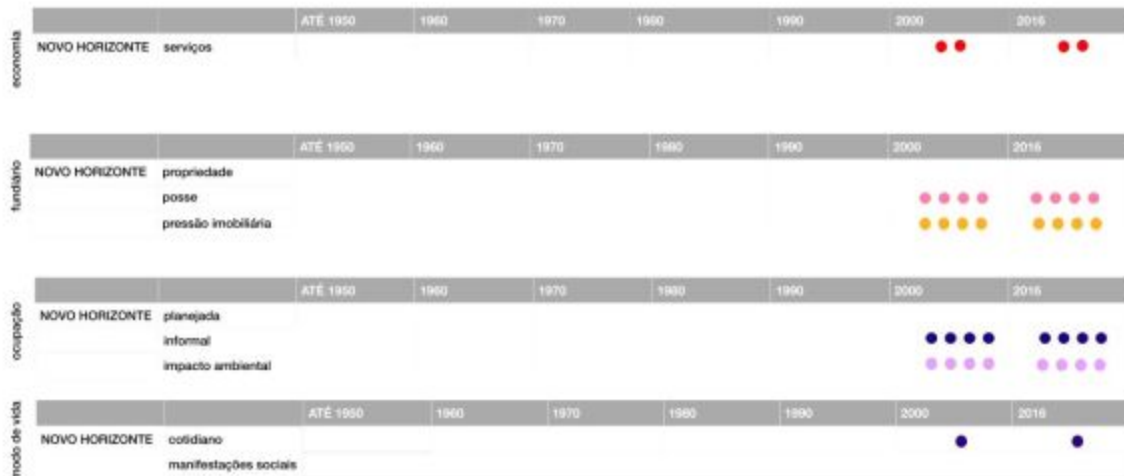 ATÉ 1950 1960 1970 1980 1990 2000 2016
economia
NOVO HORIZONTE serviços
ATÉ 1950 1960 1970 1980 1990 2000 2016
fundiário
NOVO HORIZONTE propriedade
posse
pressão imobiliária
ATÉ 1950 1960 1970 1980 1990 2000 2016
ocupação
NOVO HORIZONTE planejada
informal
impacto ambiental
ATÉ 1950 1960 1970 1980 1990 2000 2016
modo de vida
NOVO HORIZONTE cotidiano
manifestações sociais